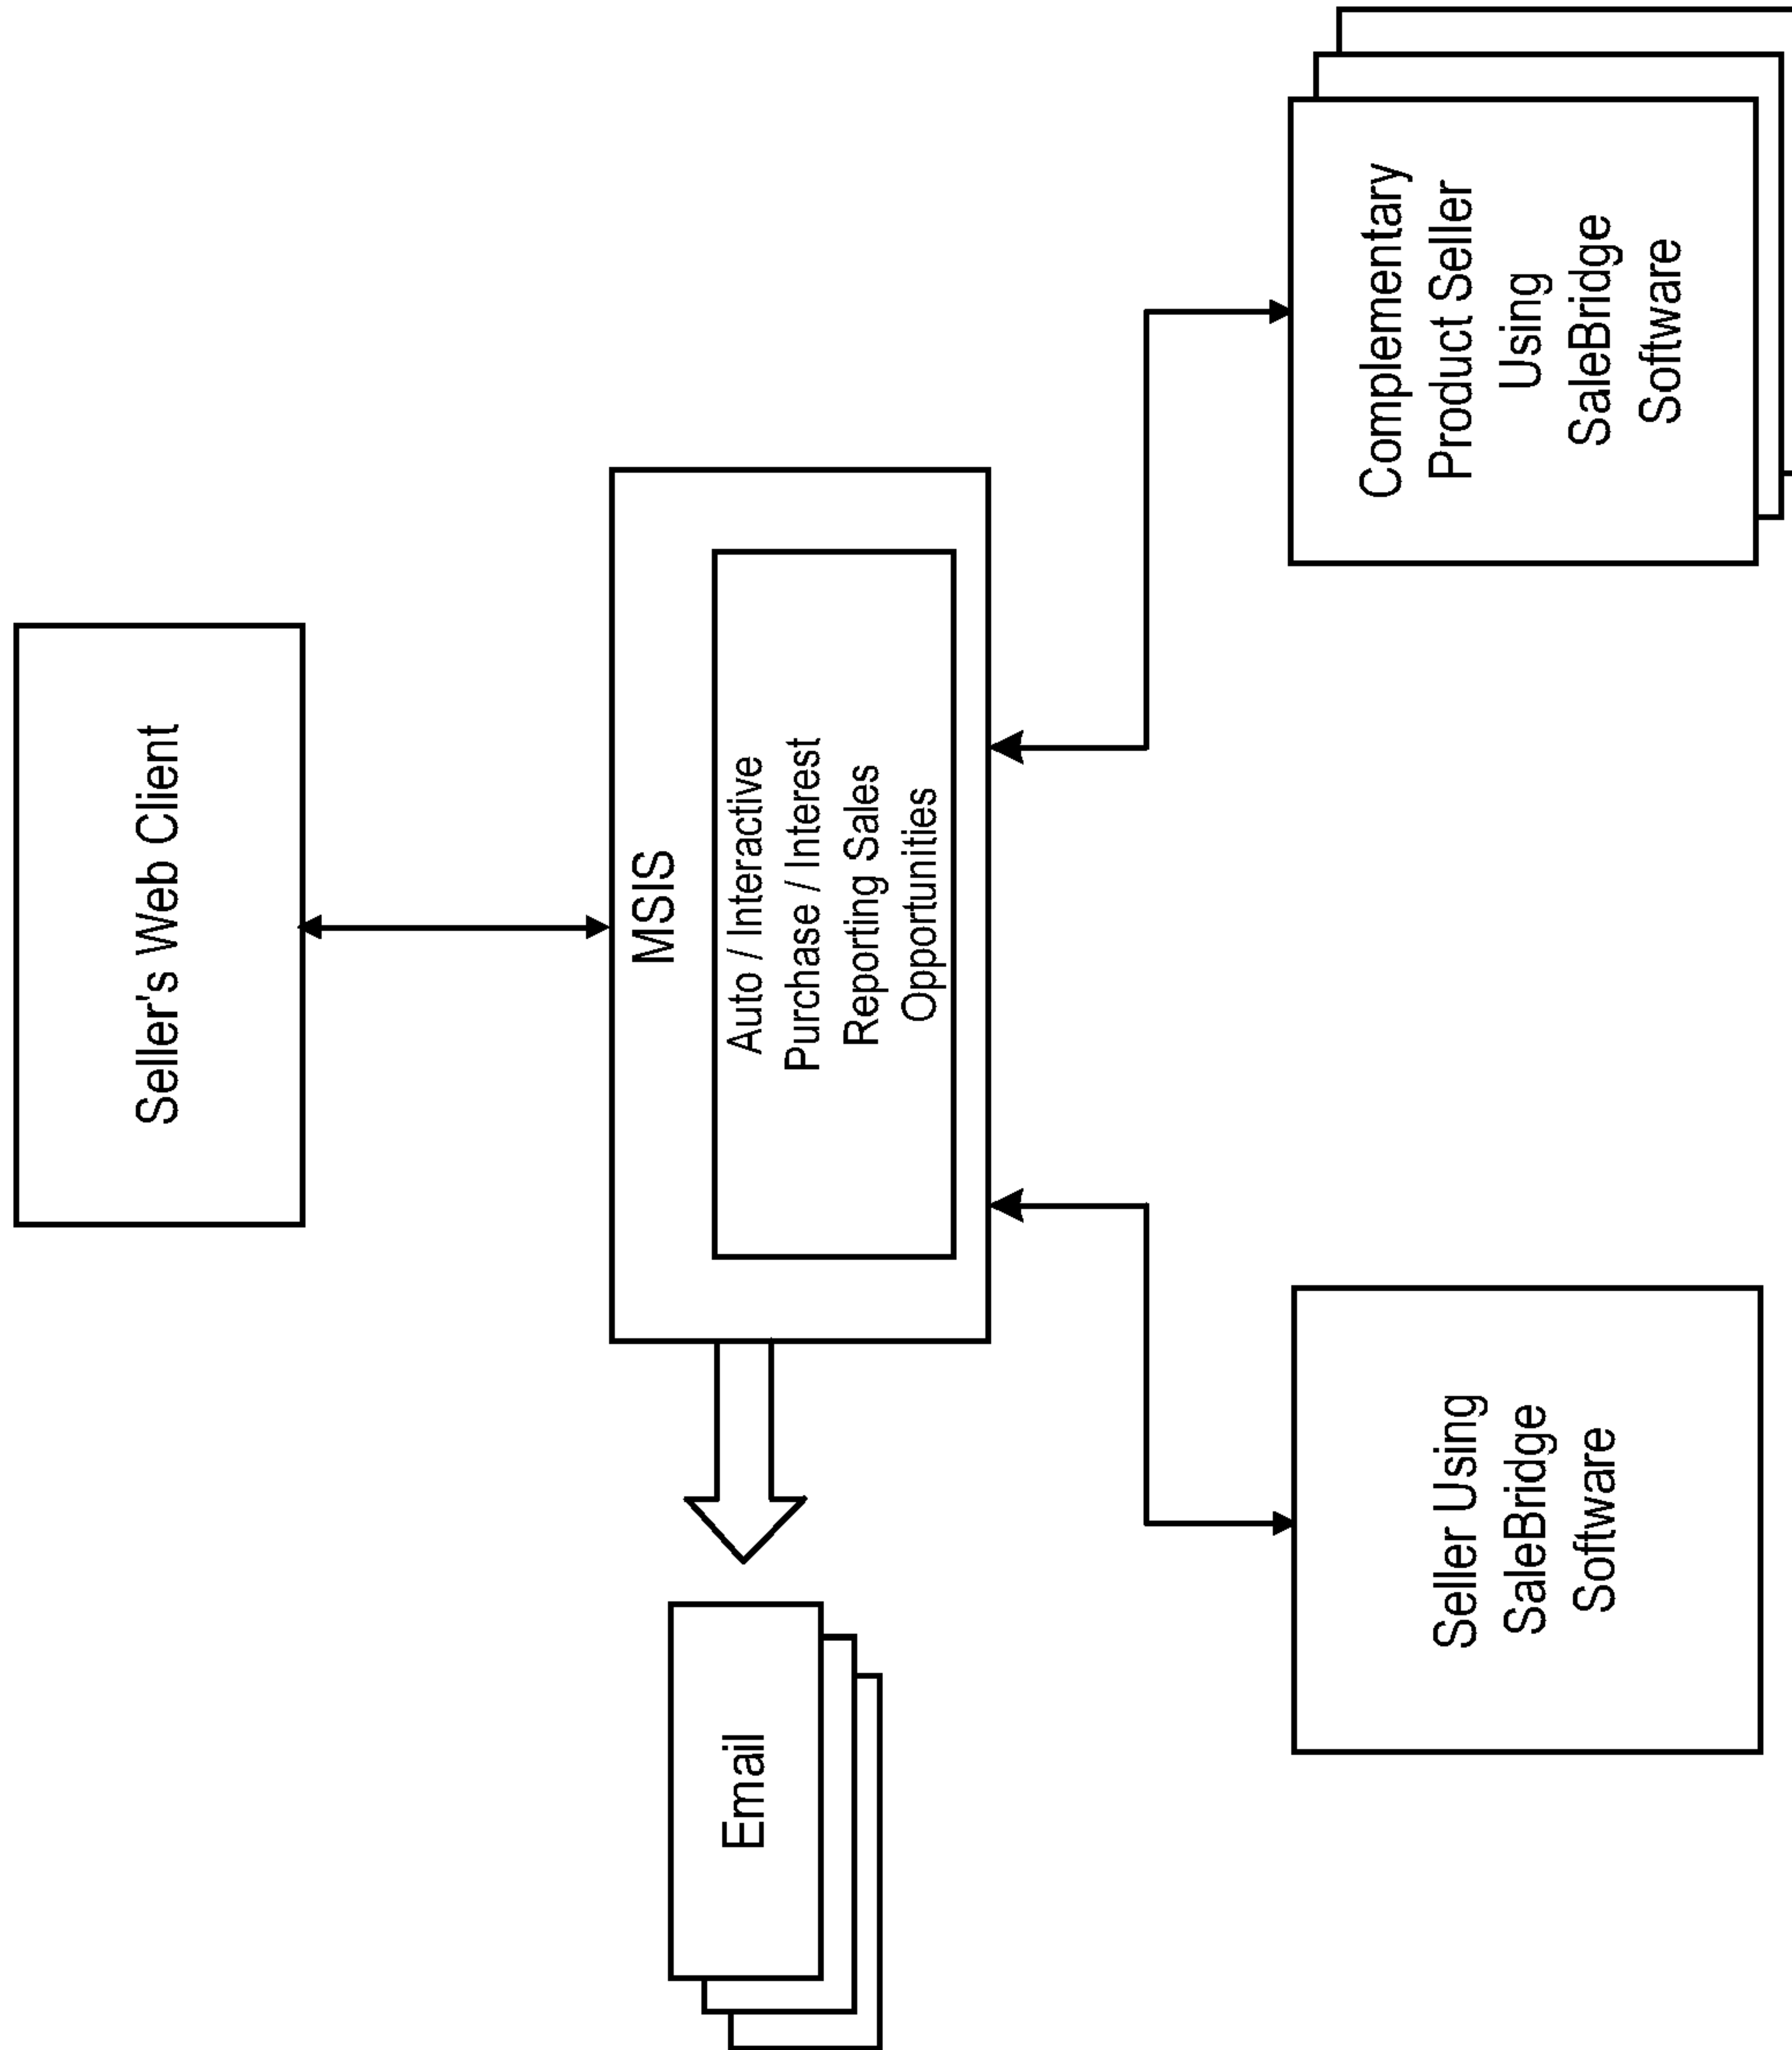 Seller's Web Client
MSIS
Auto / Interactive
Purchase / Interest
Reporting Sales
Opportunities
Email
Seller Using
SaleBridge
Software
Complementary
Product Seller
Using
SaleBridge
Software